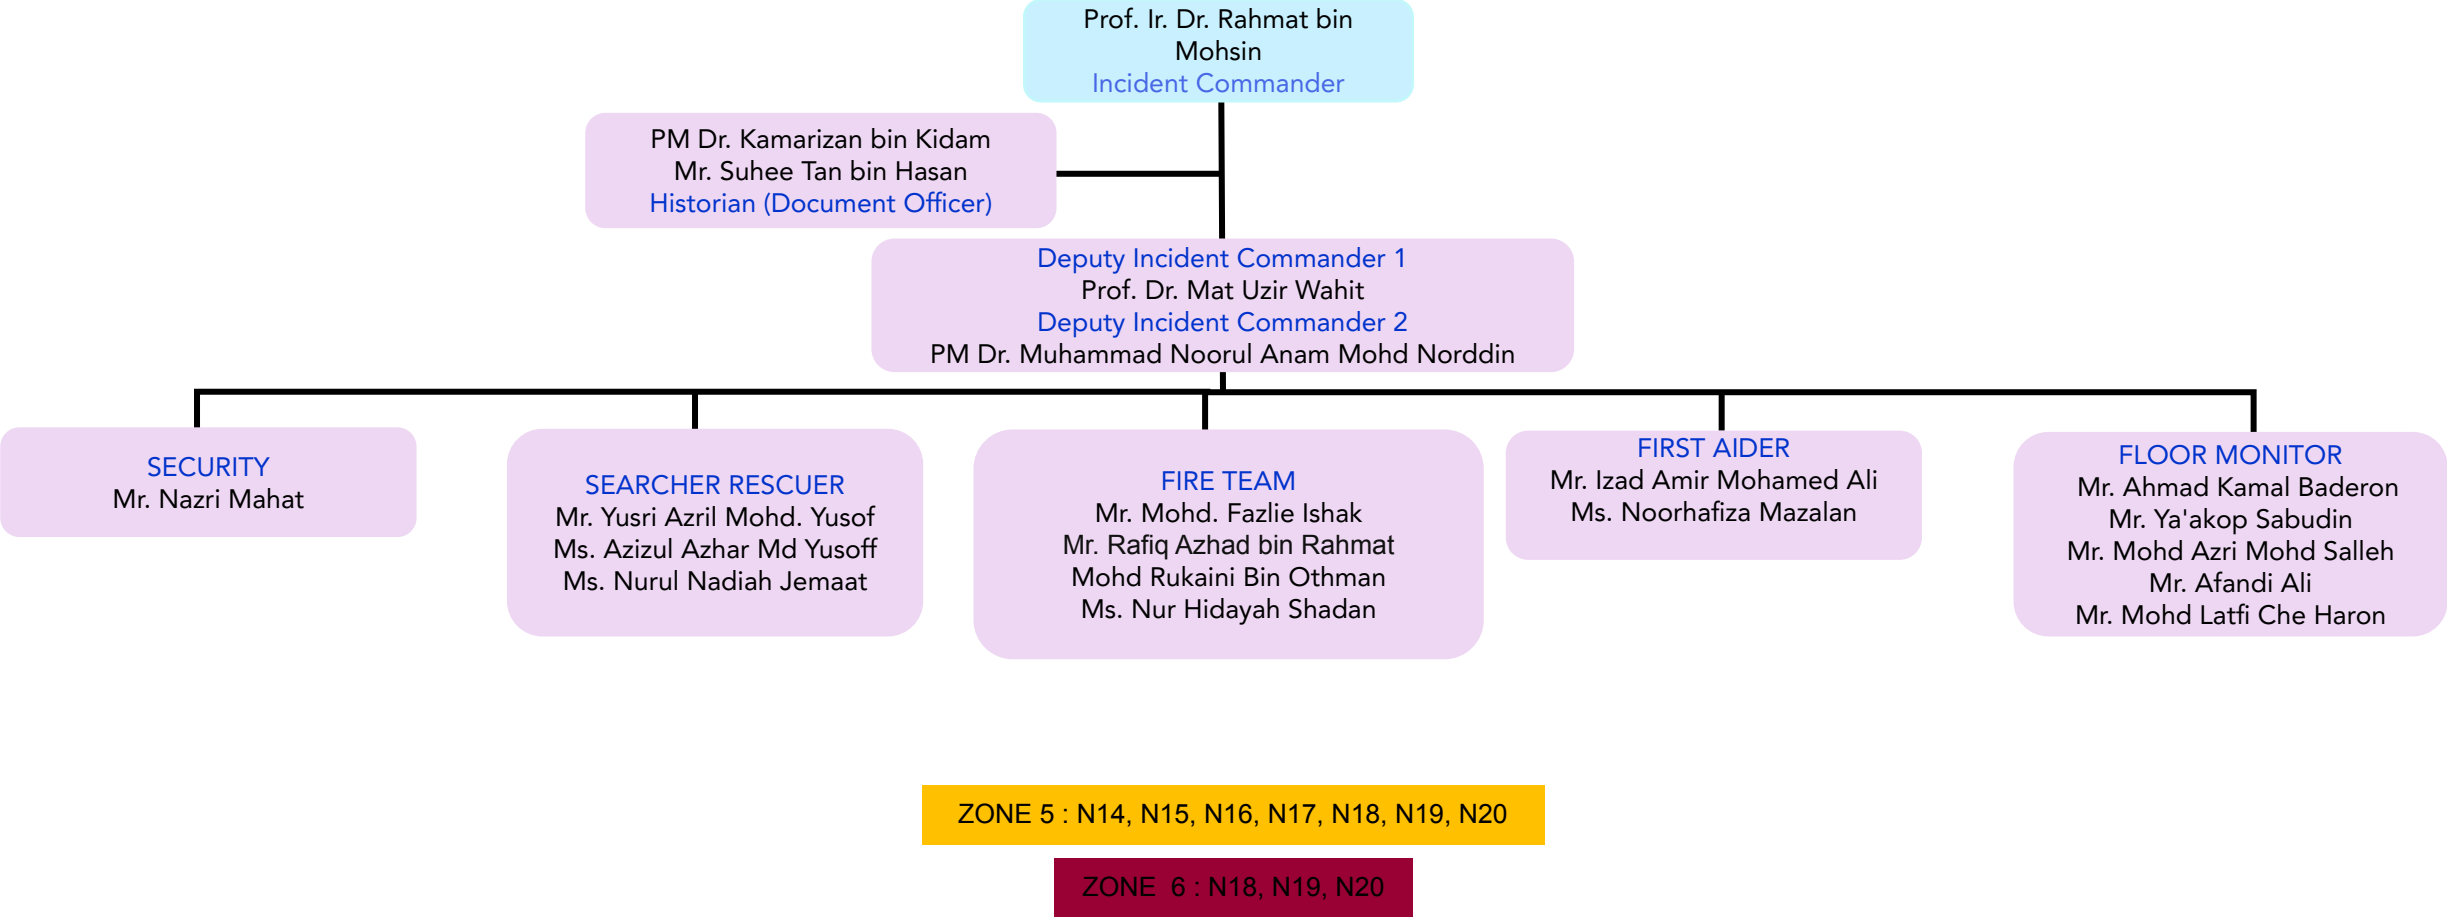 Prof. Ir. Dr. Rahmat bin
Mohsin
Incident Commander
PM Dr. Kamarizan bin Kidam
Mr. Suhee Tan bin Hasan
Historian (Document Officer)
Deputy Incident Commander 1
Prof. Dr. Mat Uzir Wahit
Deputy Incident Commander 2
PM Dr. Muhammad Noorul Anam Mohd Norddin
SECURITY
Mr. Nazri Mahat
SEARCHER RESCUER
Mr. Yusri Azril Mohd. Yusof
Ms. Azizul Azhar Md Yusoff
Ms. Nurul Nadiah Jemaat
FIRE TEAM
Mr. Mohd. Fazlie Ishak
Mr. Rafiq Azhad bin Rahmat
Mohd Rukaini Bin Othman
Ms. Nur Hidayah Shadan
FIRST AIDER
Mr. Izad Amir Mohamed Ali
Ms. Noorhafiza Mazalan
FLOOR MONITOR
Mr. Ahmad Kamal Baderon
Mr. Ya'akop Sabudin
Mr. Mohd Azri Mohd Salleh
Mr. Afandi Ali
Mr. Mohd Latfi Che Haron
ZONE 5 : N14, N15, N16, N17, N18, N19, N20
ZONE  6 : N18, N19, N20